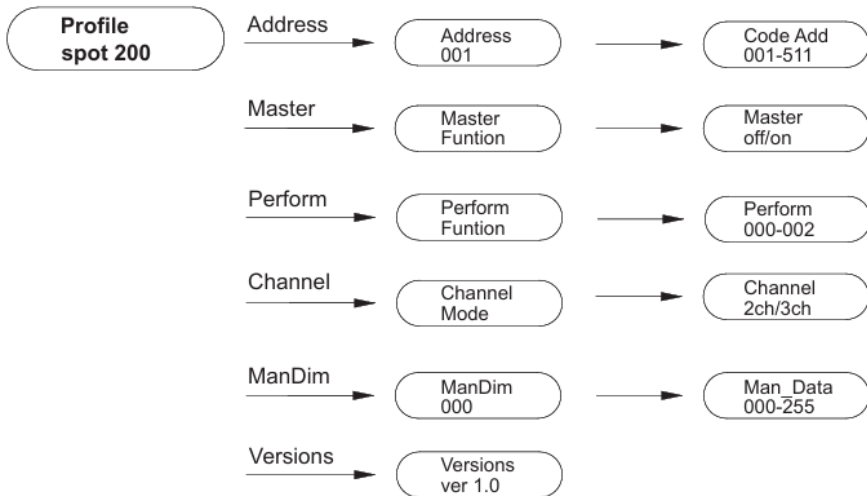 Profile
spot 200
Address
Address
001
Code Add
001-511
Master
Master
Funtion
Master
off/on
Perform
Perform
Funtion
Perform
000-002
Channel
Channel
Mode
Channel
2ch/3ch
ManDim
ManDim
000
Man_Data
000-255
Versions
Versions
ver 1.0